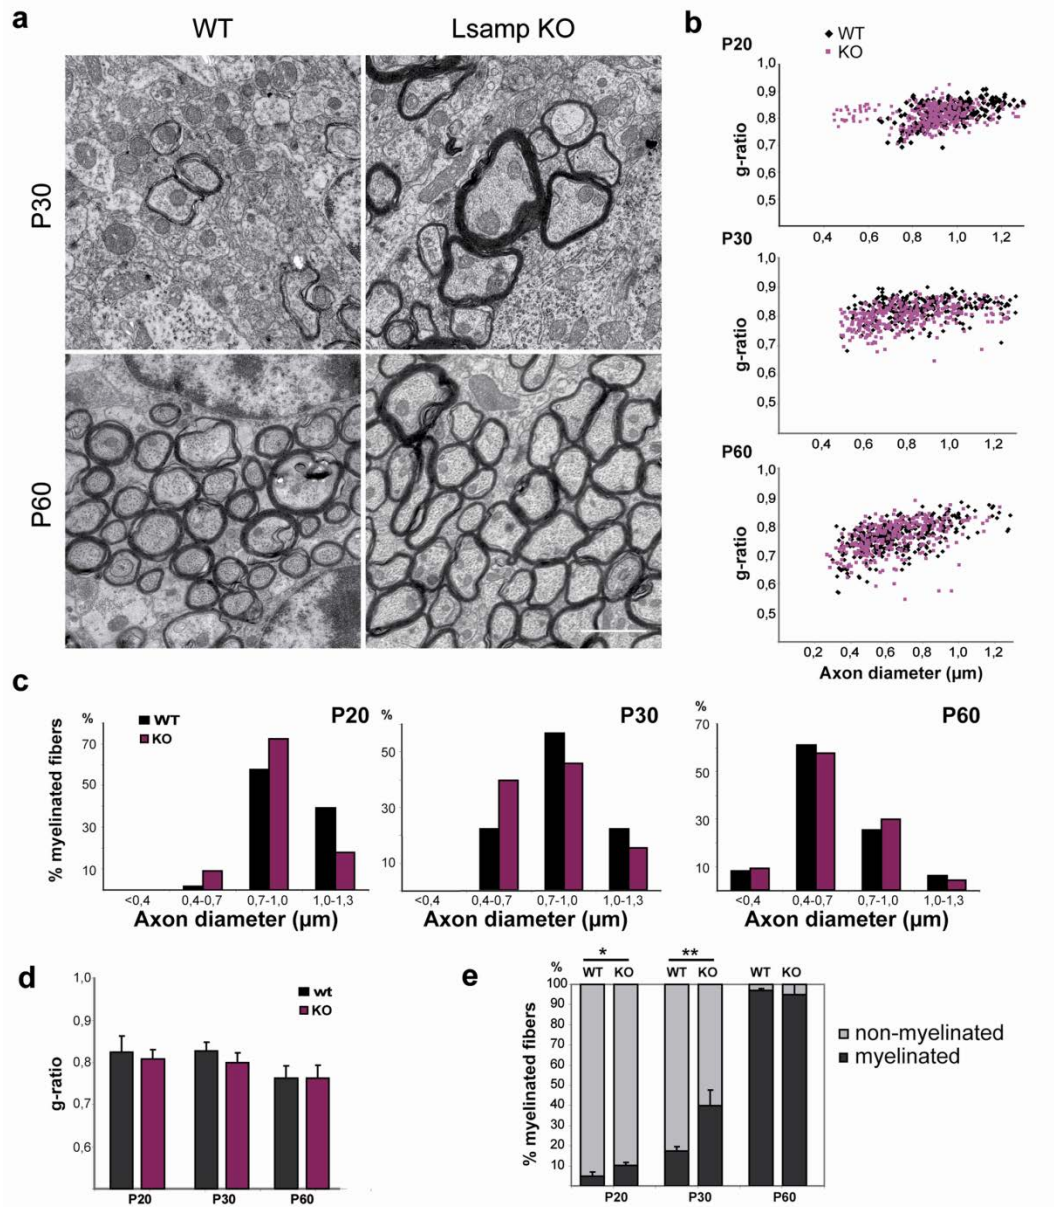 a
WT
Lsamp KO
P30
P60
b
WT
KO
P20
1,0
0,9
0,8
0,7
0,6
0,5
g-ratio
0,4 0,6 0,8 1,0 1,2
P30
1,0
0,9
0,8
0,7
0,6
0,5
g-ratio
0,4 0,6 0,8 1,0 1,2
P60
1,0
0,9
0,8
0,7
0,6
0,5
g-ratio
0,2 0,4 0,6 0,8 1,0 1,2
Axon diameter (µm)
c
% myelinated fibers
%
WT
KO
P20
70
50
30
10
<0,4 0,4-0,7 0,7-1,0 1,0-1,3
Axon diameter (µm)
%
P30
50
30
10
<0,4 0,4-0,7 0,7-1,0 1,0-1,3
Axon diameter (µm)
P60
70
50
30
10
<0,4 0,4-0,7 0,7-1,0 1,0-1,3
Axon diameter (µm)
d
1,0
0,9
0,8
0,7
0,6
g-ratio
wt
KO
P20 P30 P60
e
% * **
WT KO WT KO WT KO
100
90
80
70
60
50
40
30
20
10
% myelinated fibers
P20 P30 P60
non-myelinated
myelinated